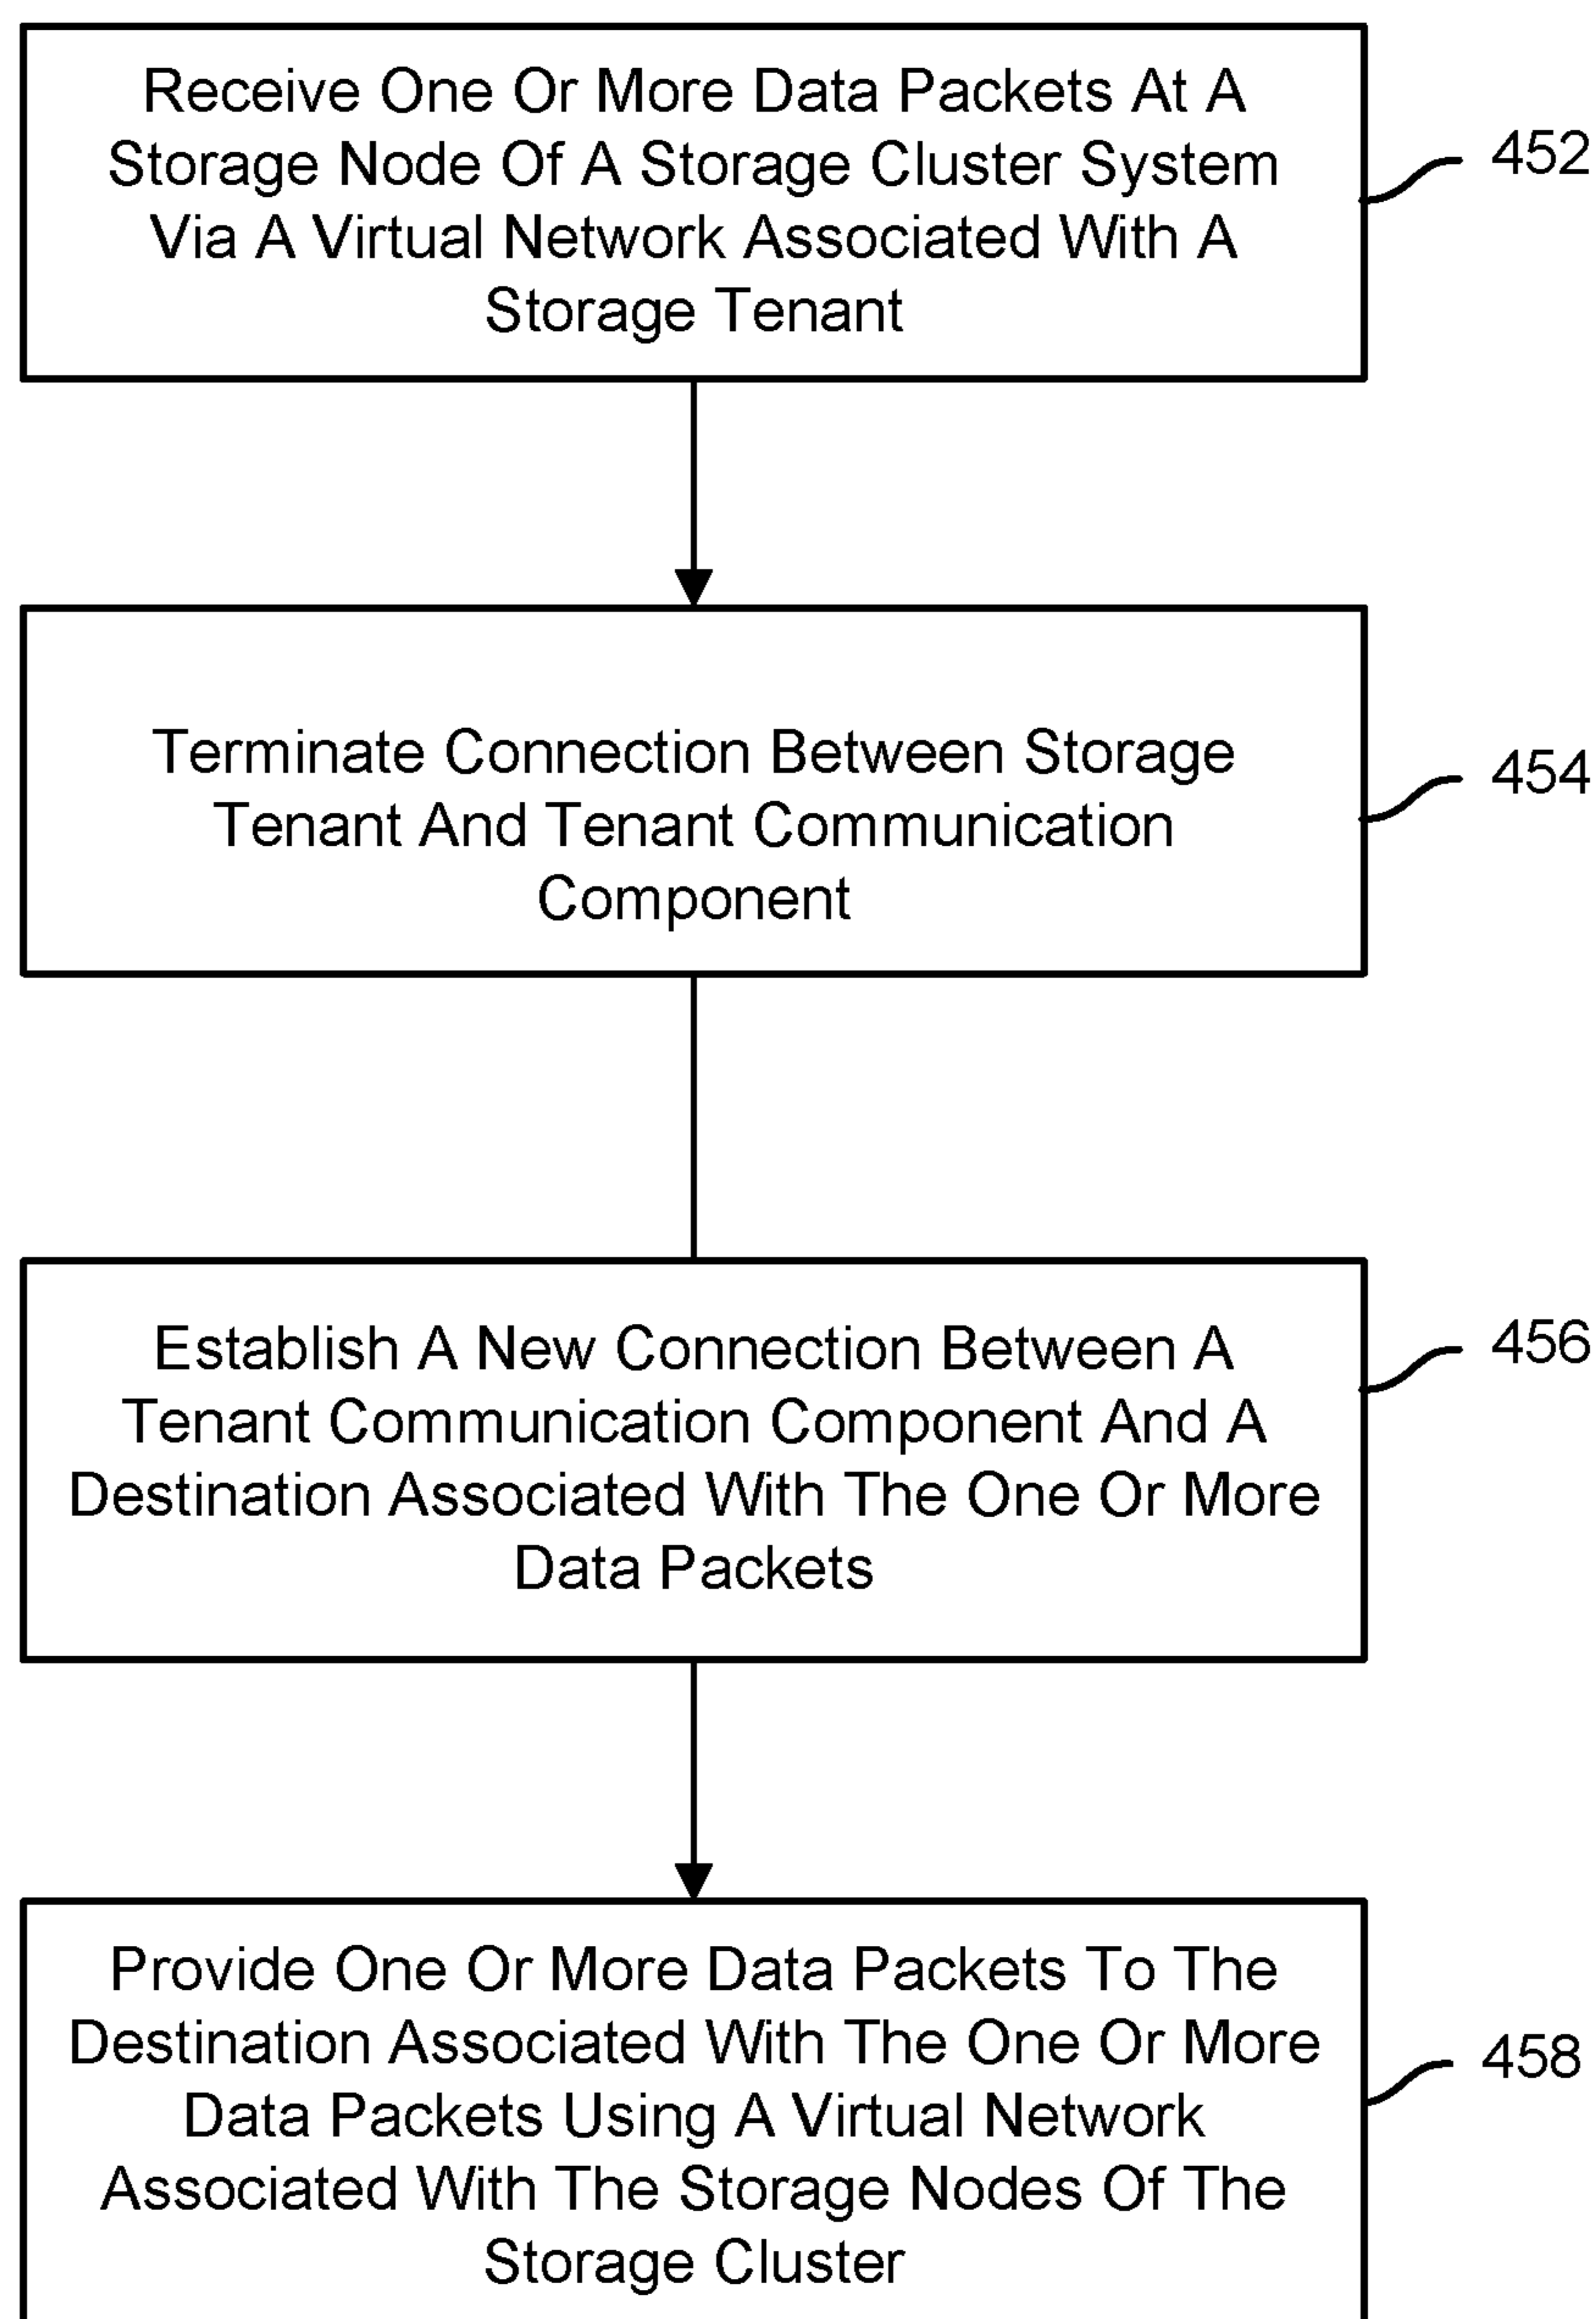 Receive One Or More Data Packets At A
Storage Node Of A Storage Cluster System
Via A Virtual Network Associated With A
Storage Tenant
452
Terminate Connection Between Storage
Tenant And Tenant Communication
Component
454
Establish A New Connection Between A
Tenant Communication Component And A
Destination Associated With The One Or More
Data Packets
456
Provide One Or More Data Packets To The
Destination Associated With The One Or More
Data Packets Using A Virtual Network
Associated With The Storage Nodes Of The
Storage Cluster
458